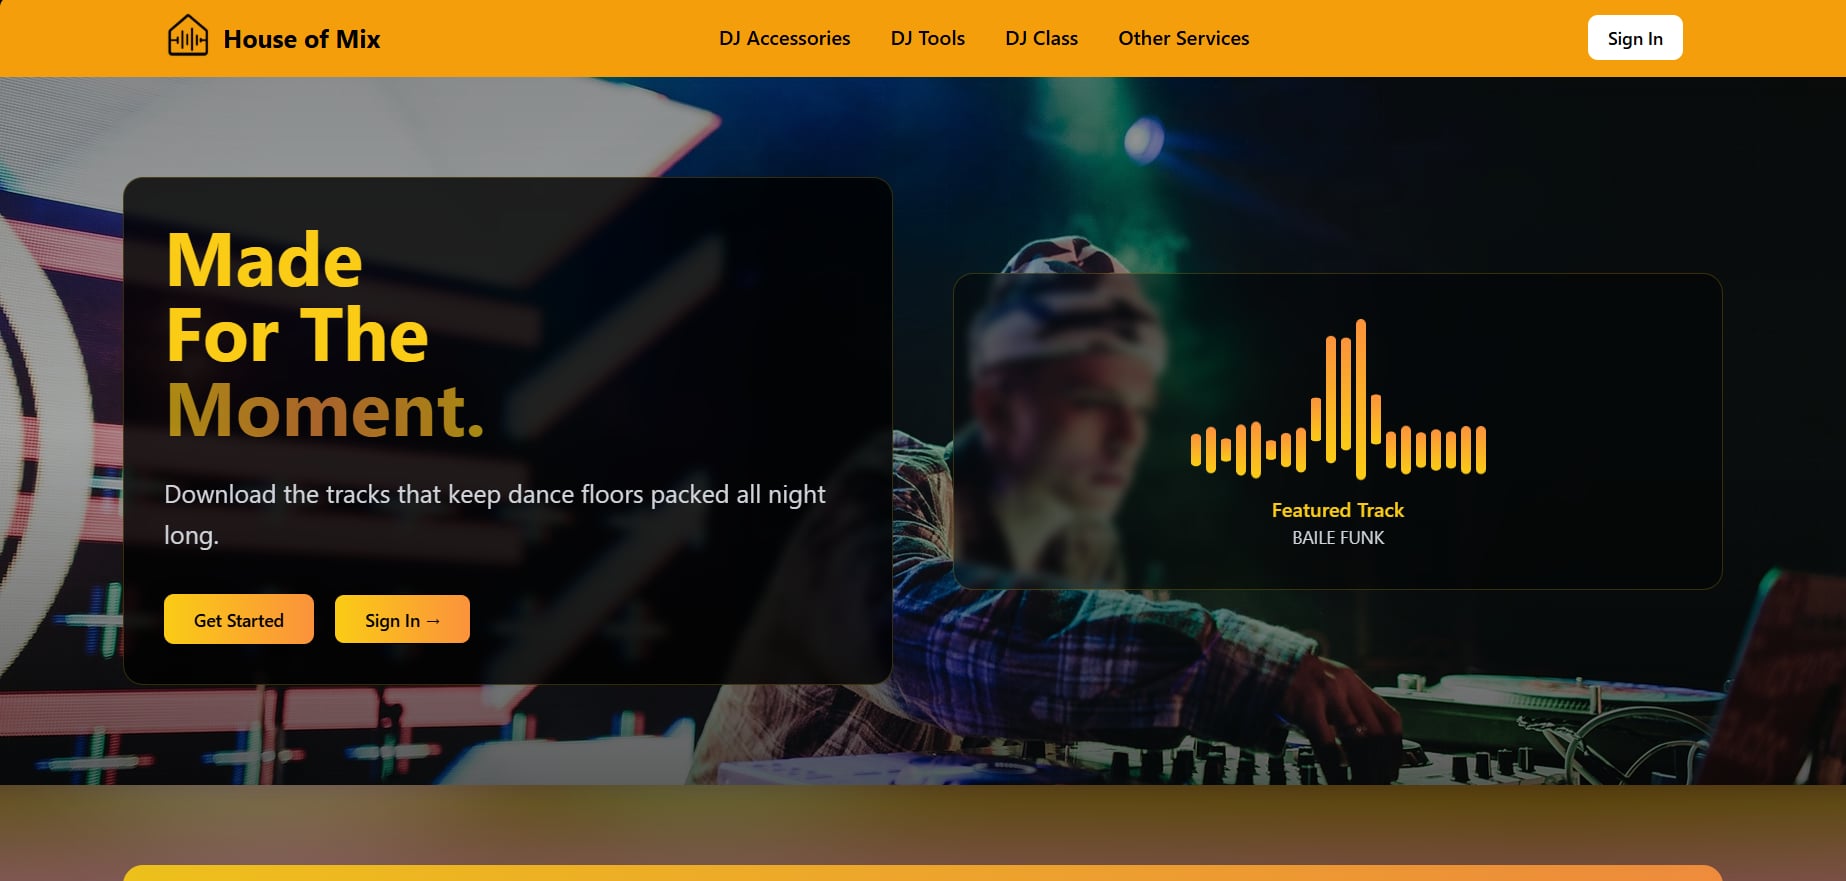 House of Mix
DJ Accessories
DJ Tools
DJ Class
Other Services
Sign In
Made
For The
Moment.
Download the tracks that keep dance floors packed all night
long.
Get Started
Sign In →
Featured Track
BAILE FUNK